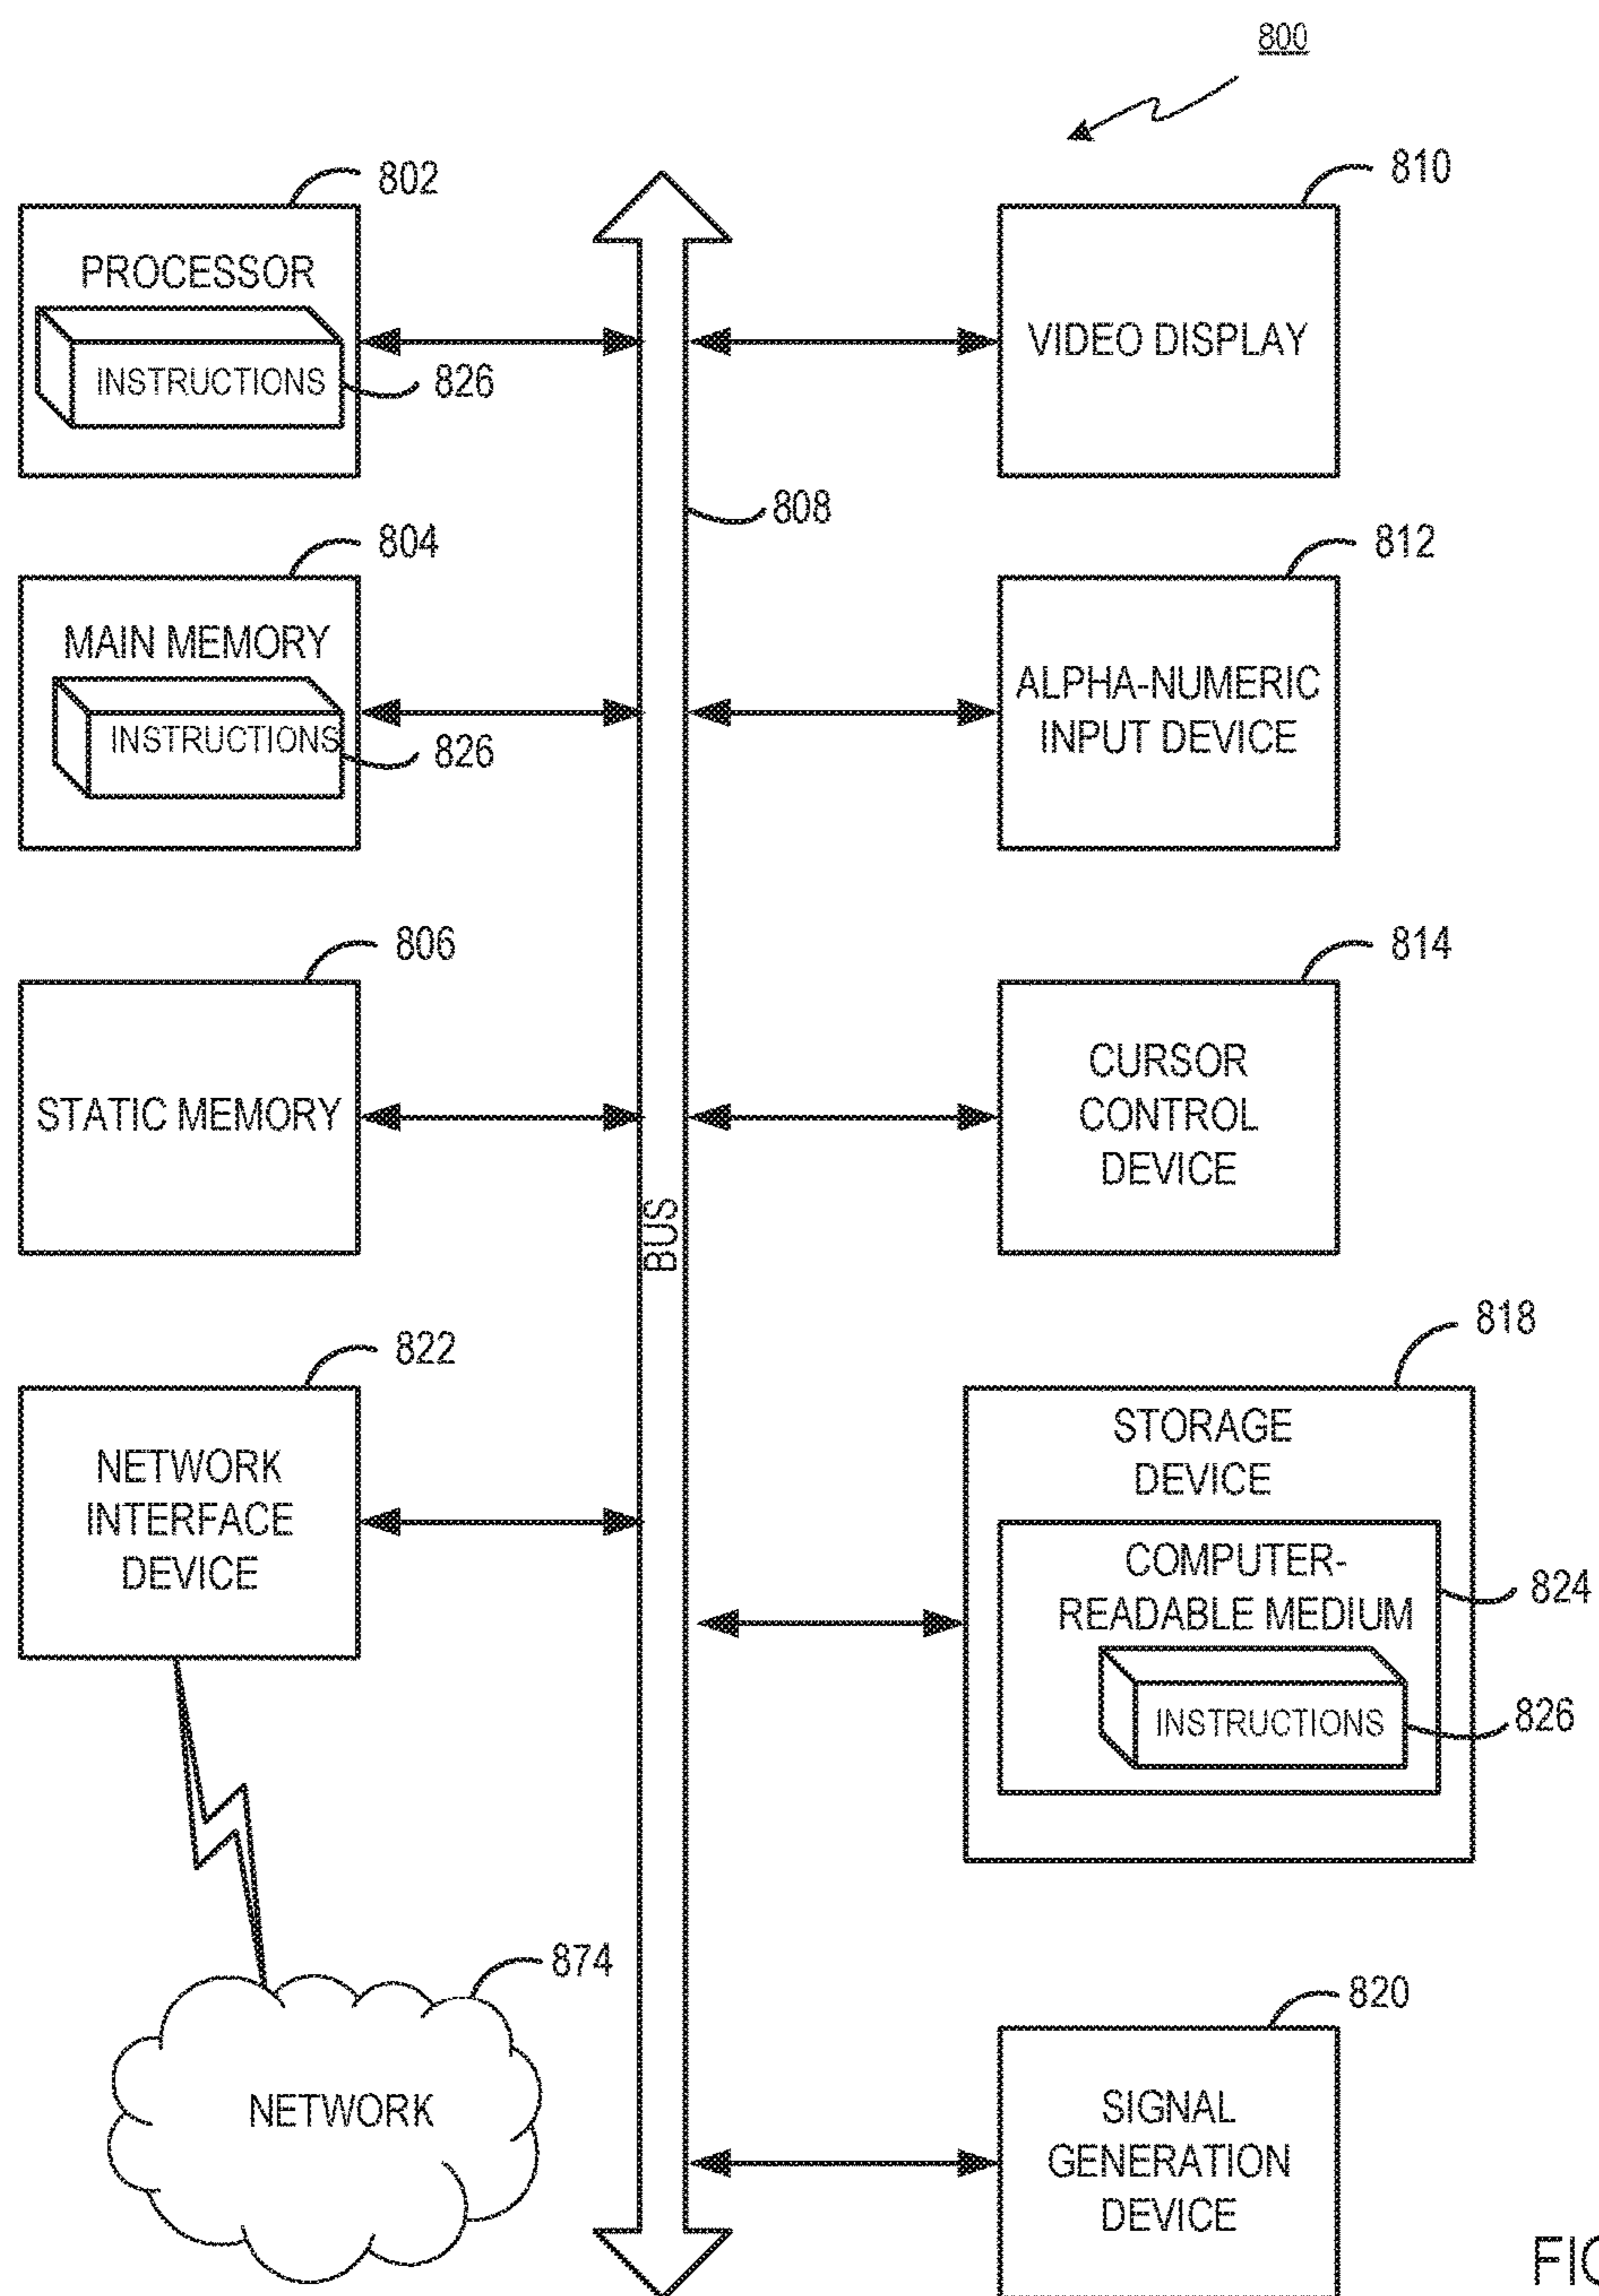 800
802
PROCESSOR
INSTRUCTIONS
826
810
VIDEO DISPLAY
808
804
MAIN MEMORY
INSTRUCTIONS
826
812
ALPHA-NUMERIC
INPUT DEVICE
806
STATIC MEMORY
814
CURSOR
CONTROL
DEVICE
BUS
822
NETWORK
INTERFACE
DEVICE
818
STORAGE
DEVICE
COMPUTER-
READABLE MEDIUM
824
INSTRUCTIONS
826
874
NETWORK
820
SIGNAL
GENERATION
DEVICE